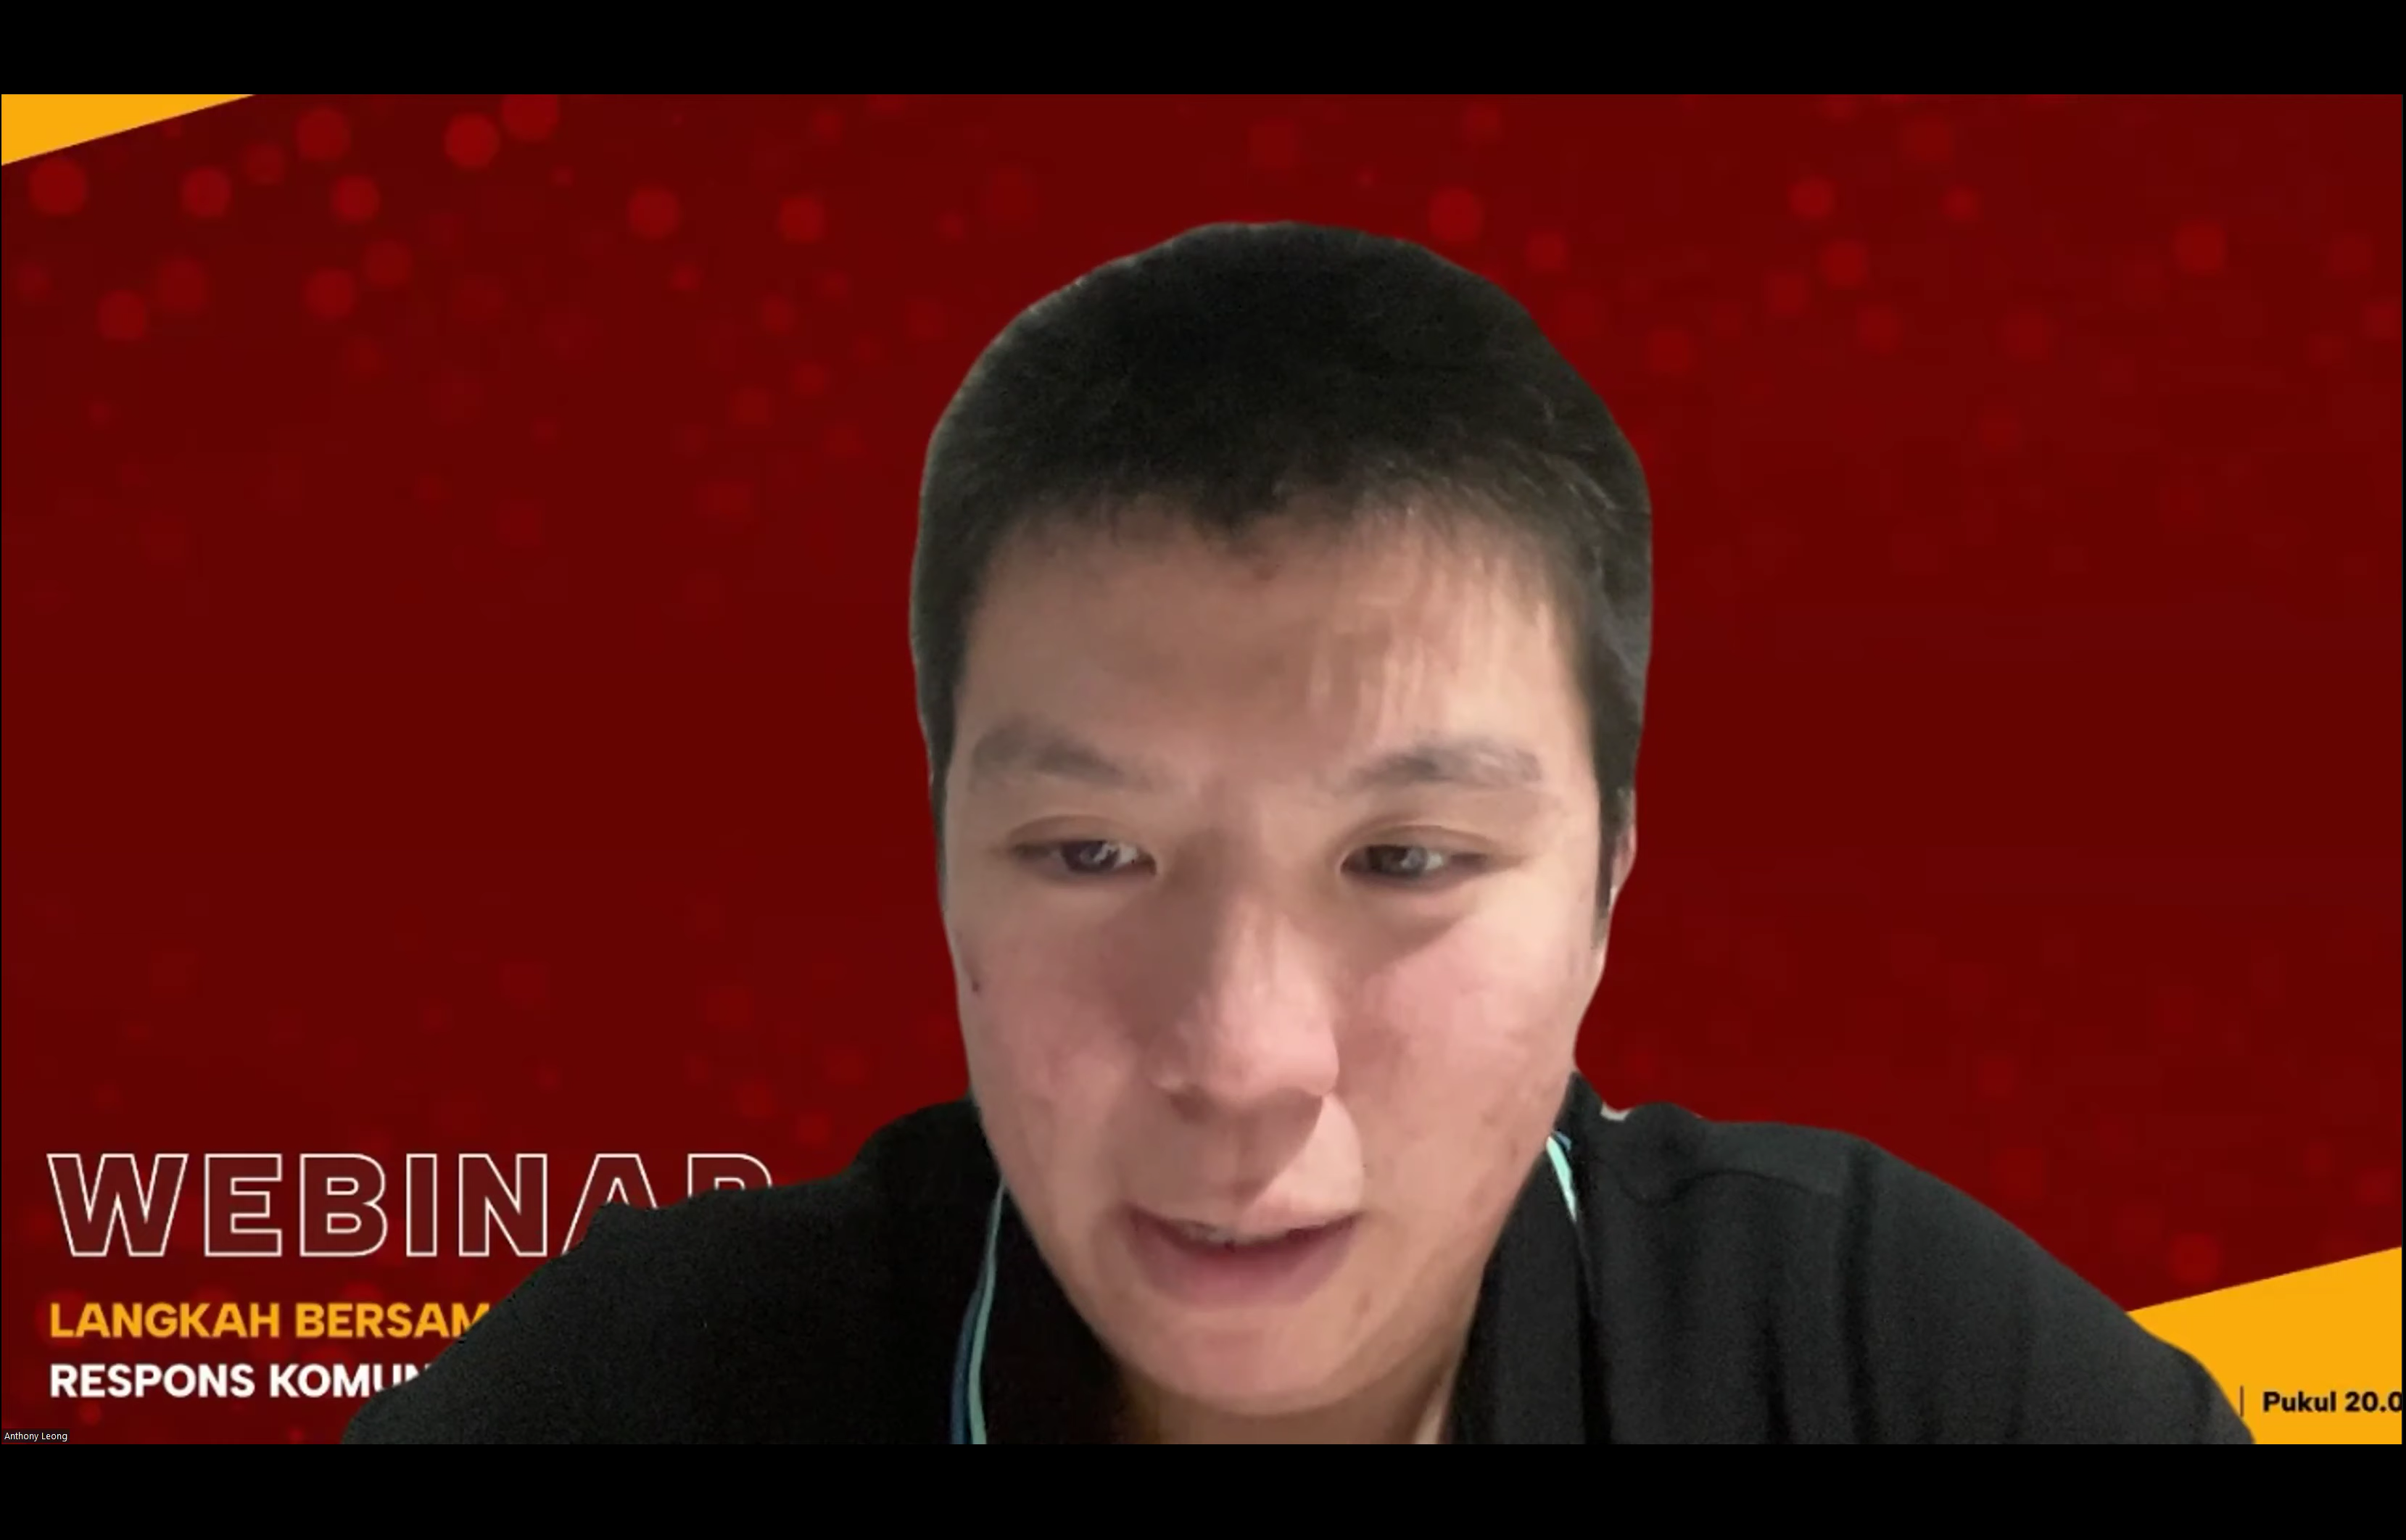 WEBINAR
LANGKAH BERSAM
RESPONS KOMUN
Pukul 20.0
Anthony Leong